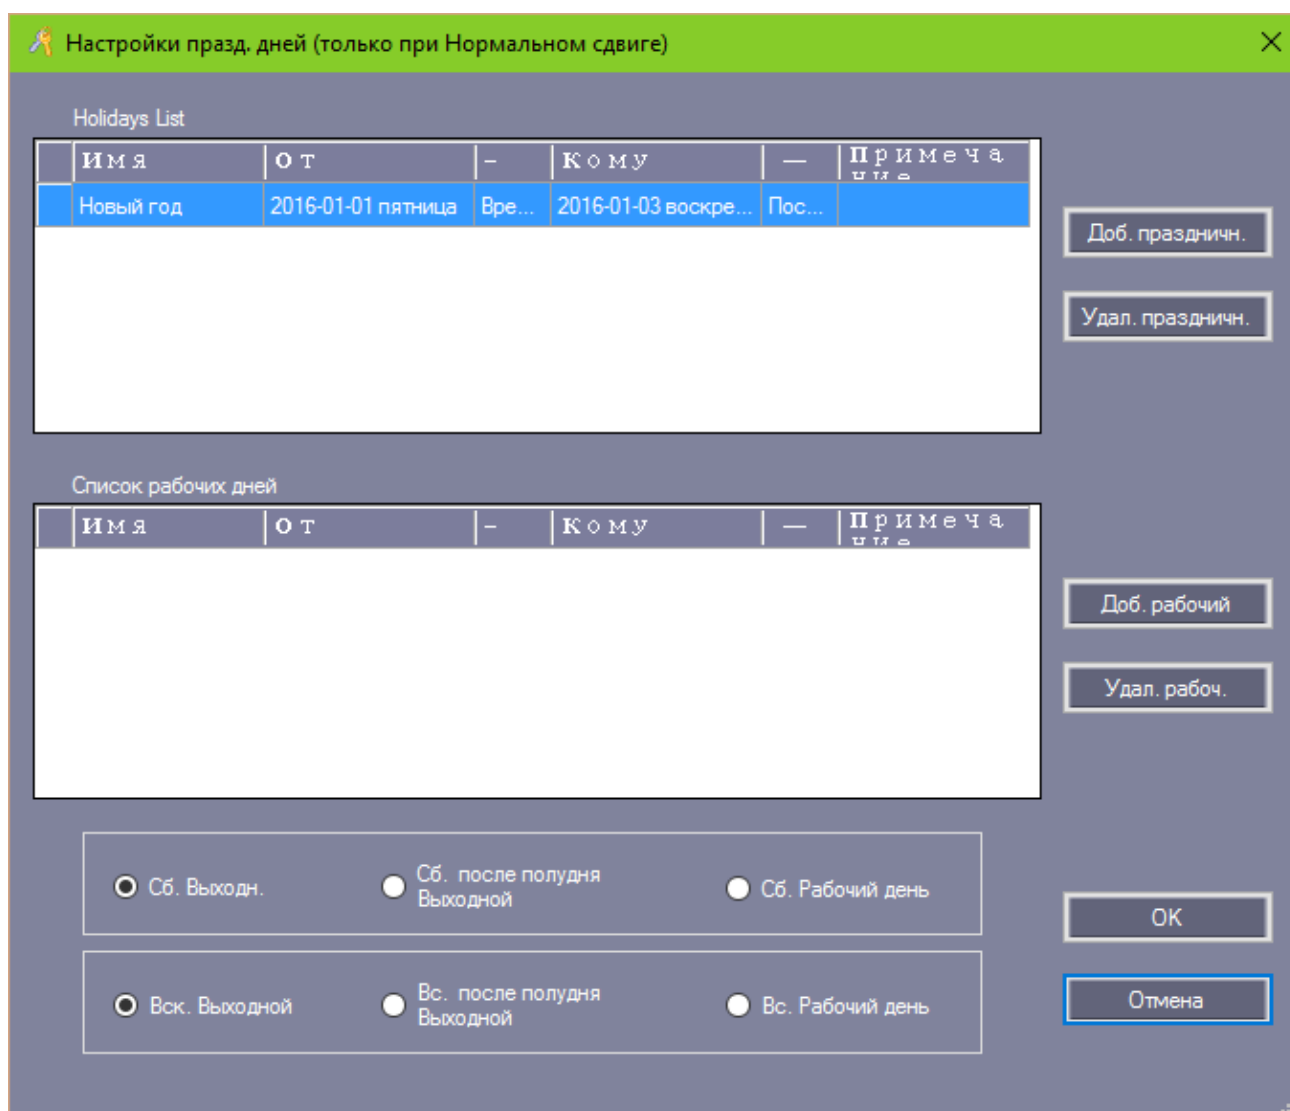 Настройки празд. дней (только при Нормальном сдвиге)
Holidays List
Имя От - Кому — Примеча
ние
Новый год 2016-01-01 пятница Вре... 2016-01-03 воскре... Пос...
Доб. праздничн.
Удал. праздничн.
Список рабочих дней
Имя От - Кому — Примеча
ние
Доб. рабочий
Удал. рабоч.
Сб. Выходн.
Сб. после полудня
Выходной
Сб. Рабочий день
OK
Вск. Выходной
Вс. после полудня
Выходной
Вс. Рабочий день
Отмена